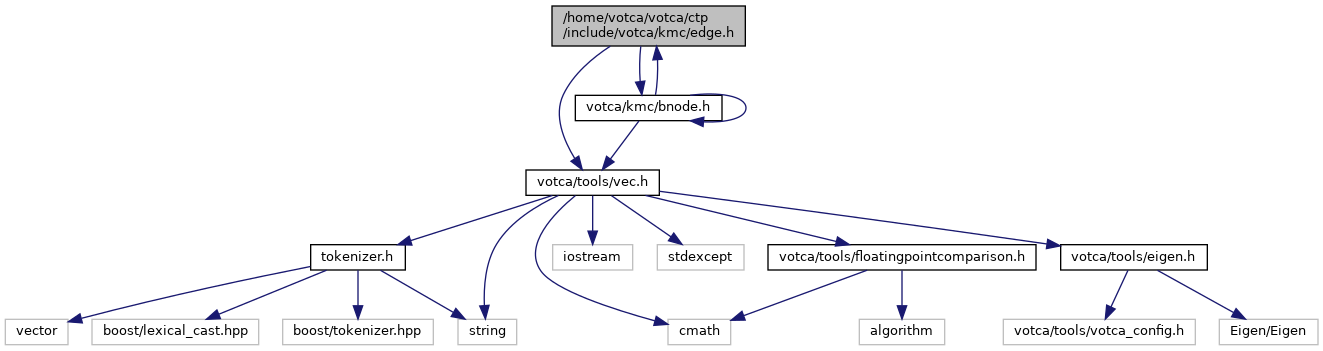 /home/votca/votca/ctp
/include/votca/kmc/edge.h
votca/kmc/bnode.h
votca/tools/vec.h
tokenizer.h
iostream
stdexcept
votca/tools/floatingpointcomparison.h
votca/tools/eigen.h
vector
boost/lexical_cast.hpp
boost/tokenizer.hpp
string
cmath
algorithm
votca/tools/votca_config.h
Eigen/Eigen